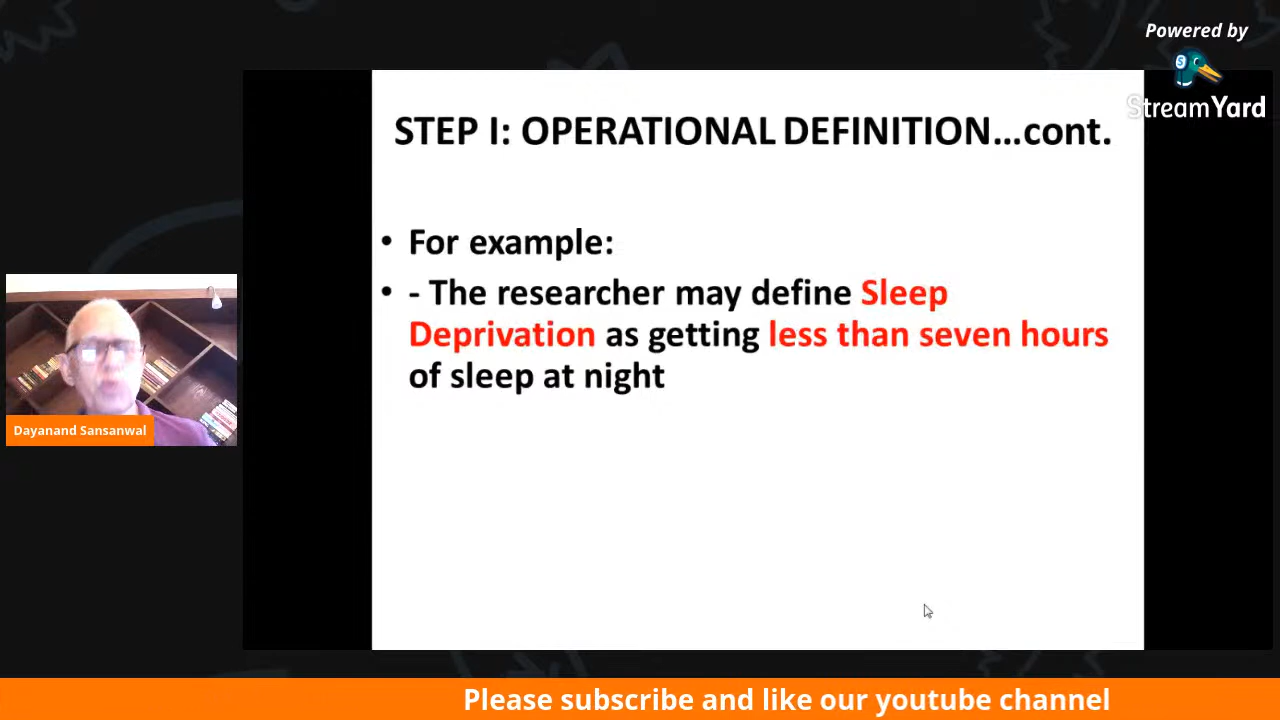 Powered by
StreamYard
STEP I: OPERATIONAL DEFINITION...cont.
• For example:
• - The researcher may define Sleep
Deprivation as getting less than seven hours
of sleep at night
Dayanand Sansanwal
Please subscribe and like our youtube channel